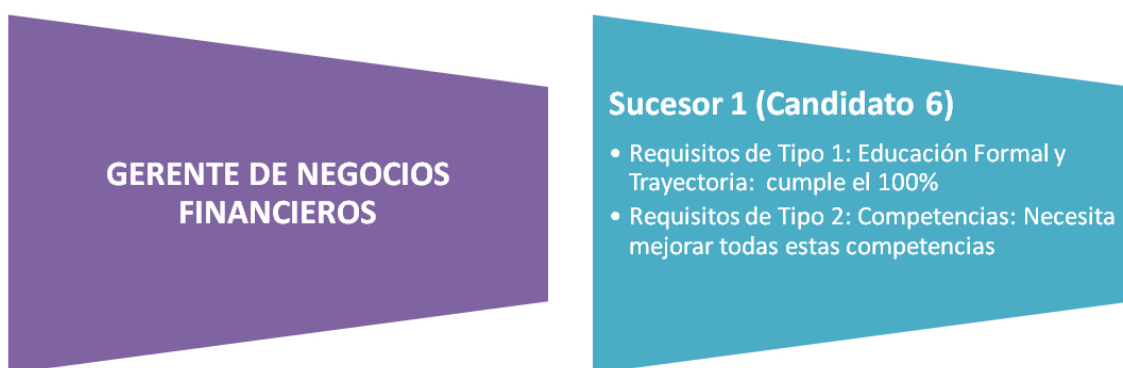 GERENTE DE NEGOCIOS
FINANCIEROS
Sucesor 1 (Candidato 6)
• Requisitos de Tipo 1: Educación Formal y
Trayectoria: cumple el 100%
• Requisitos de Tipo 2: Competencias: Necesita
mejorar todas estas competencias